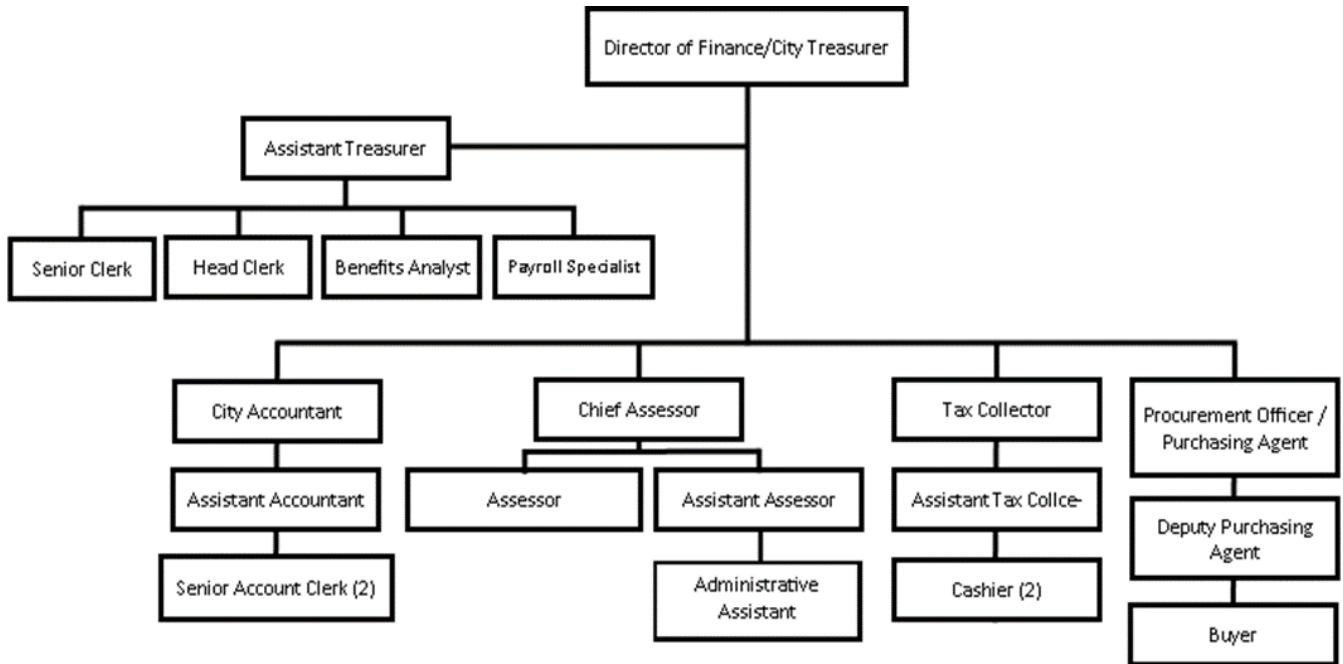 Director of Finance/City Treasurer
Assistant Treasurer
Senior Clerk
Head Clerk
Benefits Analyst
Payroll Specialist
City Accountant
Chief Assessor
Tax Collector
Procurement Officer /
Purchasing Agent
Assistant Accountant
Assessor
Assistant Assessor
Assistant Tax Collce-
Deputy Purchasing
Agent
Senior Account Clerk (2)
Administrative
Assistant
Cashier (2)
Buyer